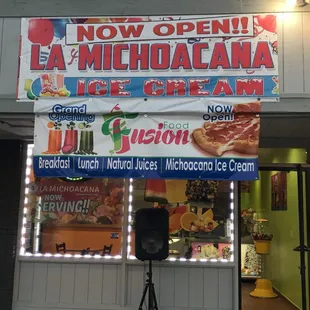 NOW OPEN!!
LA MICHOACANA
ICE CREAM
Grand
Opening
Fusion
Food
NOW
Open!!
Breakfast | Lunch | Natural Juices | Michoacana Ice Cream
LA MICHOACANA
NOW
SERVING!!
Fusion